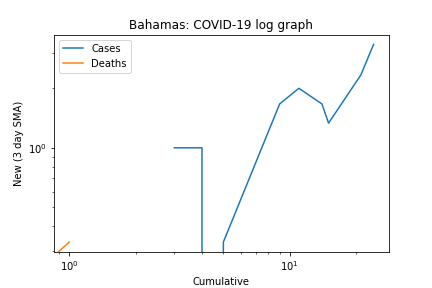 Bahamas: COVID-19 log graph
Cases
Deaths
New (3 day SMA)
10⁰
10⁰
10¹
Cumulative